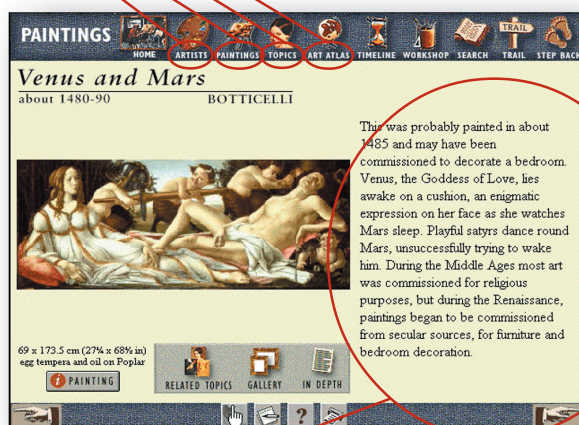 PAINTINGS
HOME ARTISTS PAINTINGS TOPICS ART ATLAS TIMELINE WORKSHOP SEARCH TRAIL STEP BACK
TRAIL
Venus and Mars
about 1480-90 BOTTICELLI
This was probably painted in about
1485 and may have been
commissioned to decorate a bedroom.
Venus, the Goddess of Love, lies
awake on a cushion, an enigmatic
expression on her face as she watches
Mars sleep. Playful satyrs dance round
Mars, unsuccessfully trying to wake
him. During the Middle Ages most art
was commissioned for religious
purposes, but during the Renaissance,
paintings began to be commissioned
from secular sources, for furniture and
bedroom decoration.
69 x 173.5 cm (27¼ x 68½ in)
egg tempera and oil on Poplar
i PAINTING
RELATED TOPICS GALLERY IN DEPTH
?